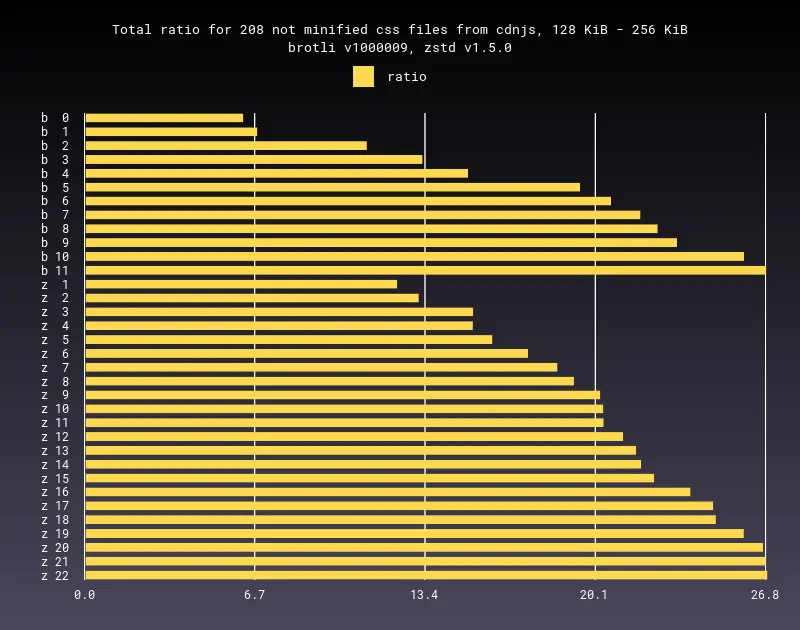 Total ratio for 208 not minified css files from cdnjs, 128 KiB - 256 KiB
brotli v1000009, zstd v1.5.0
ratio
b 0
b 1
b 2
b 3
b 4
b 5
b 6
b 7
b 8
b 9
b 10
b 11
z 1
z 2
z 3
z 4
z 5
z 6
z 7
z 8
z 9
z 10
z 11
z 12
z 13
z 14
z 15
z 16
z 17
z 18
z 19
z 20
z 21
z 22
0.0 6.7 13.4 20.1 26.8